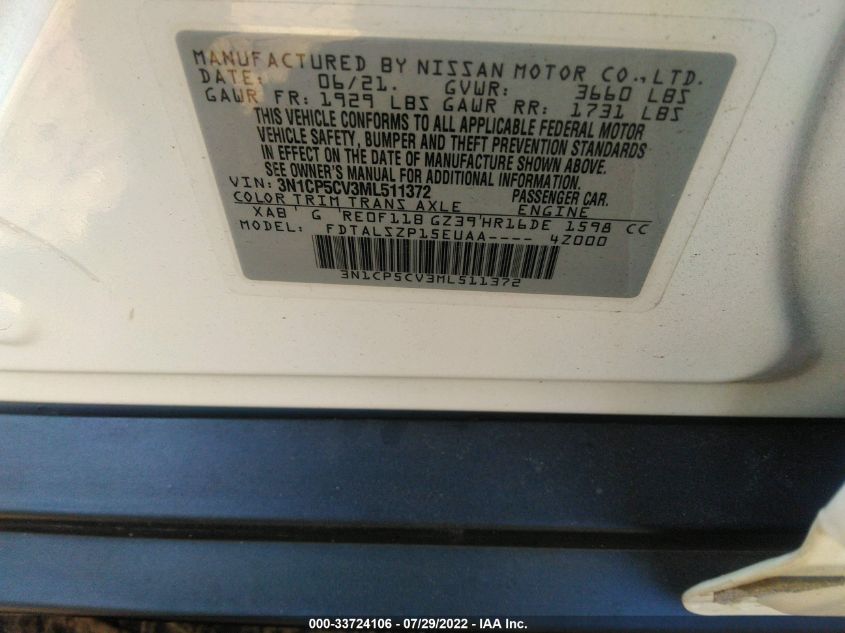 MANUFACTURED BY NISSAN MOTOR CO., LTD.
DATE: 06/21. GVWR: 3660 LBS
GAWR FR: 1929 LBS GAWR RR: 1731 LBS
THIS VEHICLE CONFORMS TO ALL APPLICABLE FEDERAL MOTOR
VEHICLE SAFETY, BUMPER AND THEFT PREVENTION STANDARDS
IN EFFECT ON THE DATE OF MANUFACTURE SHOWN ABOVE.
SEE OWNER'S MANUAL FOR ADDITIONAL INFORMATION.
VIN: 3N1CP5CV3ML511372 PASSENGER CAR.
COLOR TRIM TRANS AXLE ENGINE
XAB G RE0F11B GZ39 HR16DE 1598 CC
MODEL: FDTALSZP15EUAA---- 4Z000
3N1CP5CV3ML511372
000-33724106 - 07/29/2022 - IAA Inc.